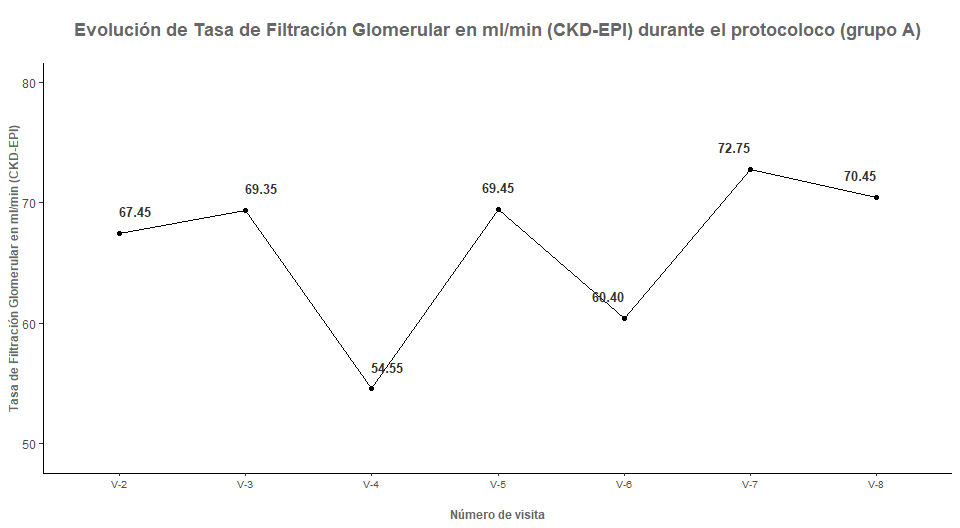 Evolución de Tasa de Filtración Glomerular en ml/min (CKD-EPI) durante el protocoloco (grupo A)
Tasa de Filtración Glomerular en ml/min (CKD-EPI)
80
70
60
50
67.45
69.35
54.55
69.45
60.40
72.75
70.45
V-2 V-3 V-4 V-5 V-6 V-7 V-8
Número de visita